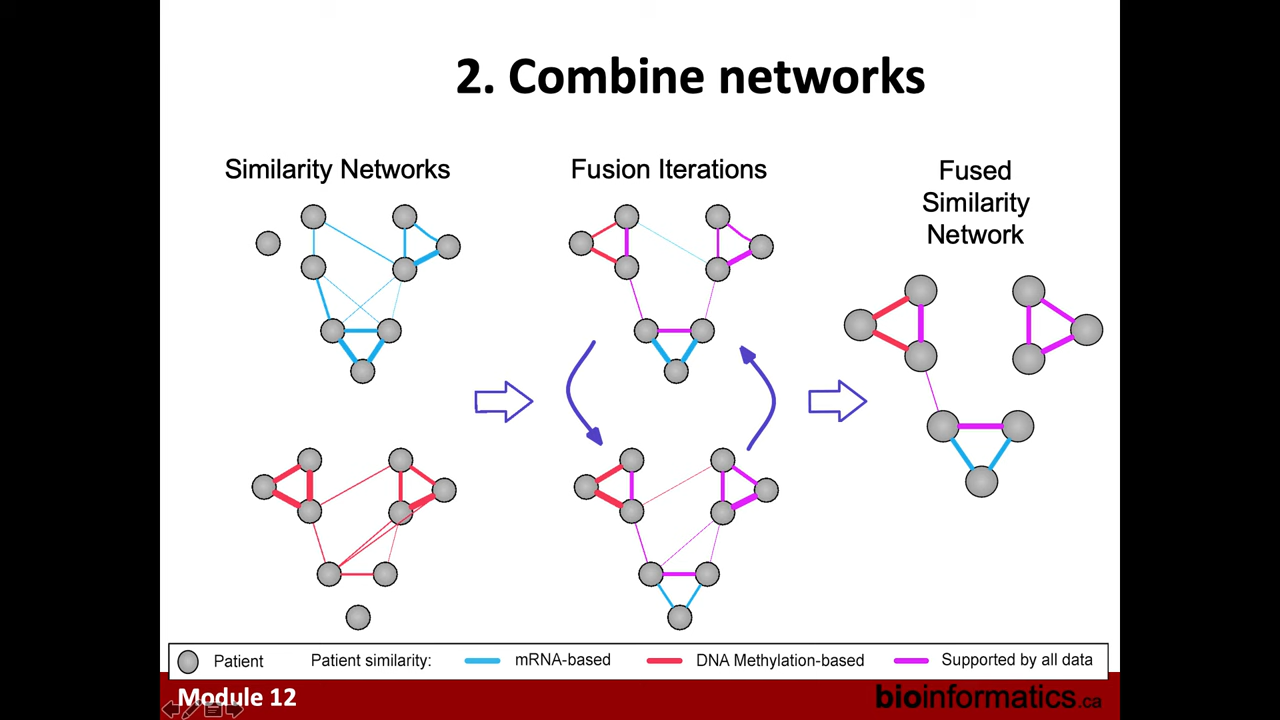 2. Combine networks
Similarity Networks
Fusion Iterations
Fused
Similarity
Network
Patient
Patient similarity:
mRNA-based
DNA Methylation-based
Supported by all data
Module 12
bioinformatics.ca